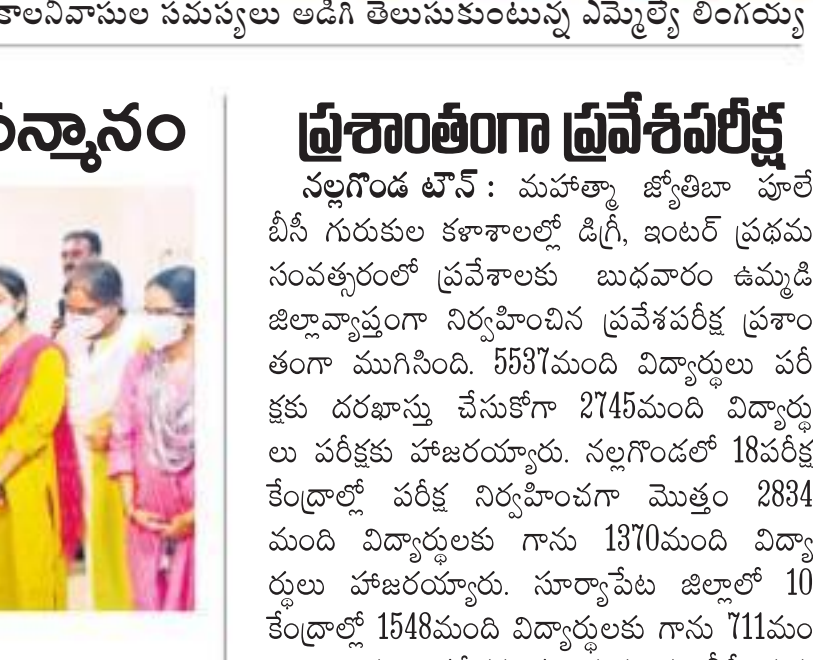 కాలనీవాసుల సమస్యలు అడిగి తెలుసుకుంటున్న ఎమ్మెల్యే లింగయ్య
సన్మానం
ప్రశాంతంగా ప్రవేశపరీక్ష
నల్లగొండ టౌన్ : మహాత్మా జ్యోతిబా పూలే
బీసీ గురుకుల కళాశాలల్లో డిగ్రీ, ఇంటర్ ప్రథమ
సంవత్సరంలో ప్రవేశాలకు బుధవారం ఉమ్మడి
జిల్లావ్యాప్తంగా నిర్వహించిన ప్రవేశపరీక్ష ప్రశాం
తంగా ముగిసింది. 5537మంది విద్యార్థులు పరీ
క్షకు దరఖాస్తు చేసుకోగా 2745మంది విద్యార్థు
లు పరీక్షకు హాజరయ్యారు. నల్లగొండలో 18పరీక్ష
కేంద్రాల్లో పరీక్ష నిర్వహించగా మొత్తం 2834
మంది విద్యార్థులకు గాను 1370మంది విద్యా
ర్థులు హాజరయ్యారు. సూర్యాపేట జిల్లాలో 10
కేంద్రాల్లో 1548మంది విద్యార్థులకు గాను 711మం